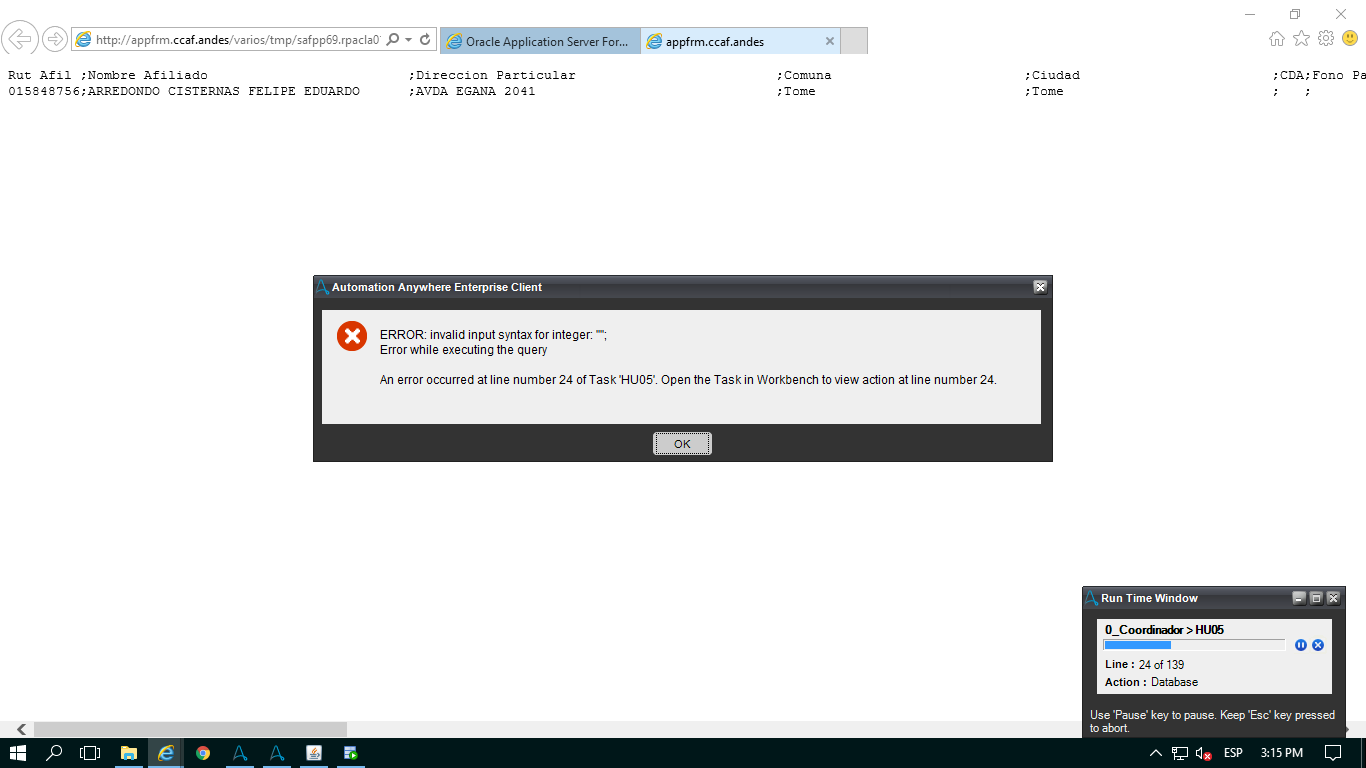 http://appfrm.ccaf.andes/varios/tmp/safpp69.rpacla0
Oracle Application Server For...
appfrm.ccaf.andes
Rut Afil ;Nombre Afiliado ;Direccion Particular ;Comuna ;Ciudad ;CDA;Fono Pa
015848756;ARREDONDO CISTERNAS FELIPE EDUARDO ;AVDA EGANA 2041 ;Tome ;Tome ; ;
Automation Anywhere Enterprise Client
ERROR: invalid input syntax for integer: "";
Error while executing the query
An error occurred at line number 24 of Task 'HU05'. Open the Task in Workbench to view action at line number 24.
OK
Run Time Window
0_Coordinador > HU05
Line : 24 of 139
Action : Database
Use 'Pause' key to pause. Keep 'Esc' key pressed
to abort.
ESP 3:15 PM